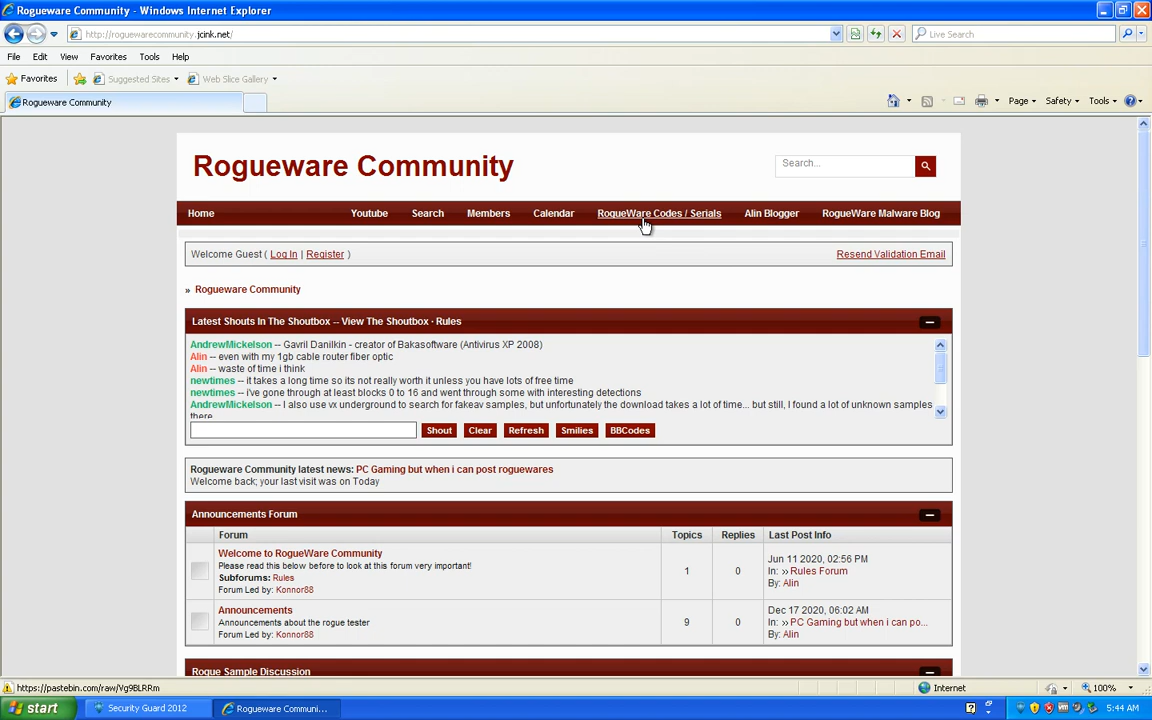 Rogueware Community - Windows Internet Explorer
http://roguewarecommunity.jcink.net/
Live Search
File Edit View Favorites Tools Help
Favorites Suggested Sites Web Slice Gallery
Rogueware Community
Page Safety Tools
Rogueware Community
Search...
Home Youtube Search Members Calendar RogueWare Codes / Serials Alin Blogger RogueWare Malware Blog
Welcome Guest ( Log In | Register ) Resend Validation Email
» Rogueware Community
Latest Shouts In The Shoutbox -- View The Shoutbox · Rules
AndrewMickelson -- Gavril Danilkin - creator of Bakasoftware (Antivirus XP 2008)
Alin -- even with my 1gb cable router fiber optic
Alin -- waste of time i think
newtimes -- it takes a long time so its not really worth it unless you have lots of free time
newtimes -- i've gone through at least blocks 0 to 16 and went through some with interesting detections
AndrewMickelson -- I also use vx underground to search for fakeav samples, but unfortunately the download takes a lot of time... but still, I found a lot of unknown samples
there
Shout Clear Refresh Smilies BBCodes
Rogueware Community latest news: PC Gaming but when i can post roguewares
Welcome back; your last visit was on Today
Announcements Forum
Forum Topics Replies Last Post Info
Welcome to RogueWare Community
Please read this below before to look at this forum very important!
Subforums: Rules
Forum Led by: Konnor88
1 0
Jun 11 2020, 02:56 PM
In: »Rules Forum
By: Alin
Announcements
Announcements about the rogue tester
Forum Led by: Konnor88
9 0
Dec 17 2020, 06:02 AM
In: »PC Gaming but when i can po...
By: Alin
Rogue Sample Discussion
https://pastebin.com/raw/Vg9BLRRm Internet 100%
start Security Guard 2012 Rogueware Communi... 5:44 AM